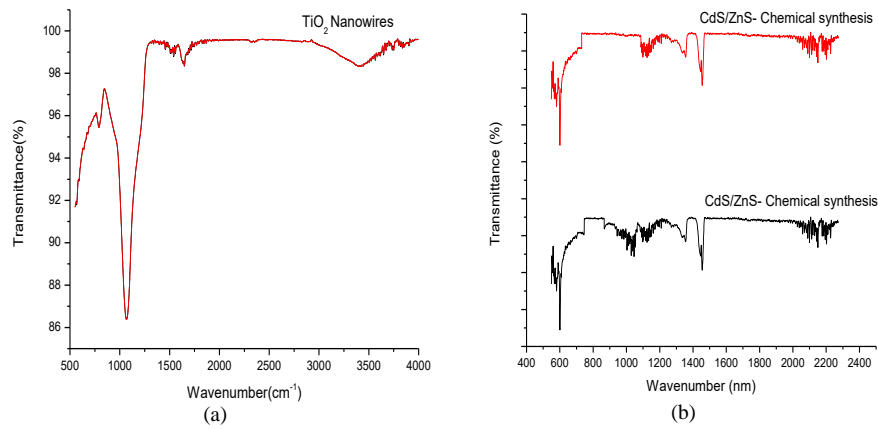 TiO2 Nanowires
Transmittance(%)
100
98
96
94
92
90
88
86
500 1000 1500 2000 2500 3000 3500 4000
Wavenumber(cm-1)
(a)
CdS/ZnS- Chemical synthesis
CdS/ZnS- Chemical synthesis
Transmittance (%)
400 600 800 1000 1200 1400 1600 1800 2000 2200 2400
Wavenumber (nm)
(b)